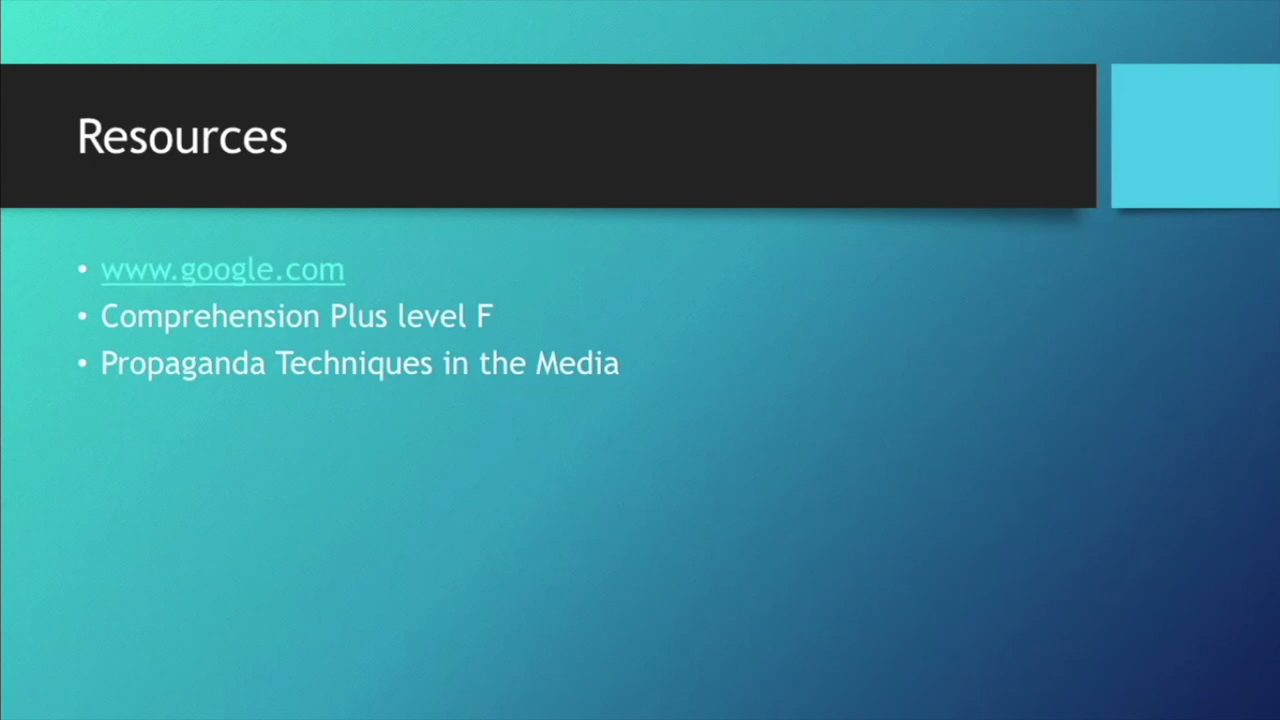 Resources
• www.google.com
• Comprehension Plus level F
• Propaganda Techniques in the Media